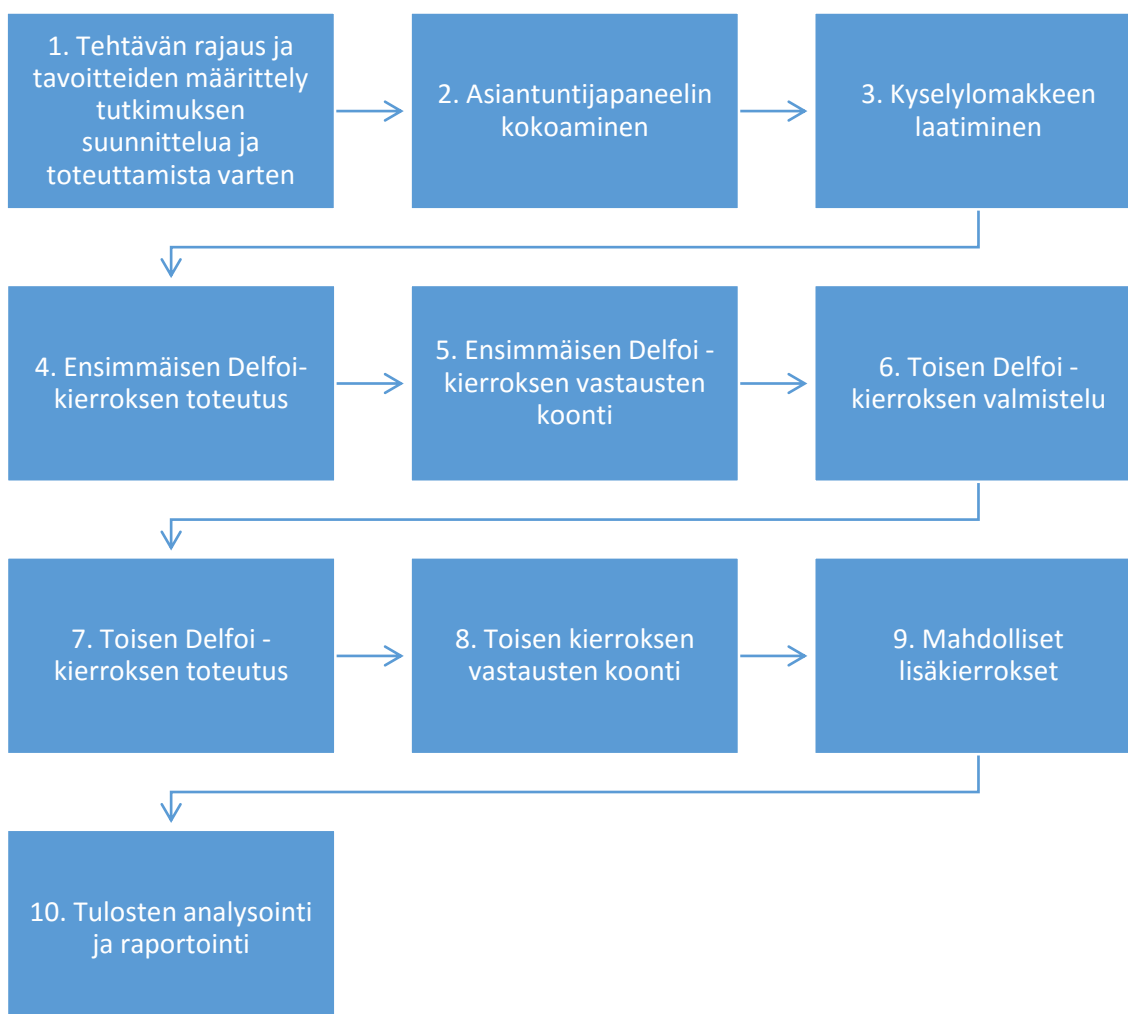 1. Tehtävän rajaus ja
tavoitteiden määrittely
tutkimuksen
suunnittelua ja
toteuttamista varten
2. Asiantuntijapaneelin
kokoaminen
3. Kyselylomakkeen
laatiminen
4. Ensimmäisen Delfoi-
kierroksen toteutus
5. Ensimmäisen Delfoi -
kierroksen vastausten
koonti
6. Toisen Delfoi -
kierroksen valmistelu
7. Toisen Delfoi -
kierroksen toteutus
8. Toisen kierroksen
vastausten koonti
9. Mahdolliset
lisäkierrokset
10. Tulosten analysointi
ja raportointi